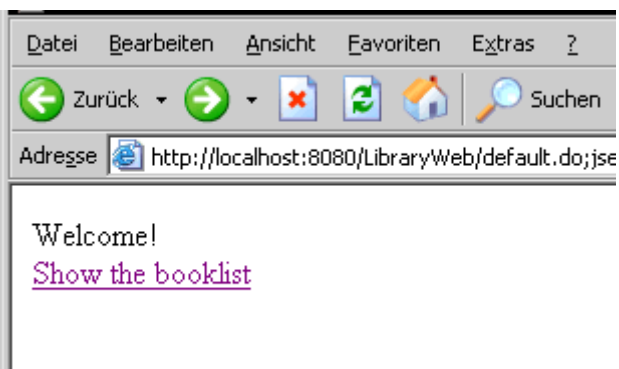 Datei Bearbeiten Ansicht Favoriten Extras ?
Zurück Suchen
Adresse http://localhost:8080/LibraryWeb/default.do;jse
Welcome!
Show the booklist